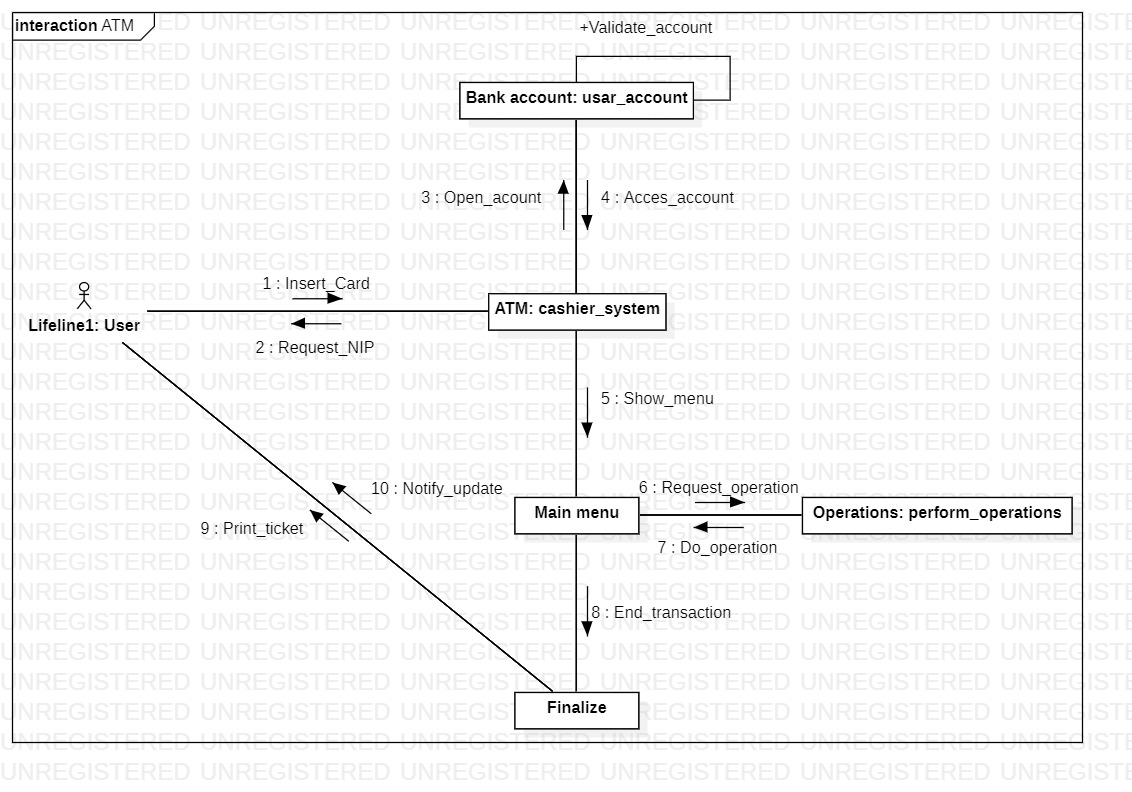 interaction ATM
+Validate_account
Bank account: usar_account
3 : Open_acount
4 : Acces_account
1 : Insert_Card
ATM: cashier_system
Lifeline1: User
2 : Request_NIP
5 : Show_menu
10 : Notify_update
6 : Request_operation
Main menu
Operations: perform_operations
9 : Print_ticket
7 : Do_operation
8 : End_transaction
Finalize
UNREGISTERED